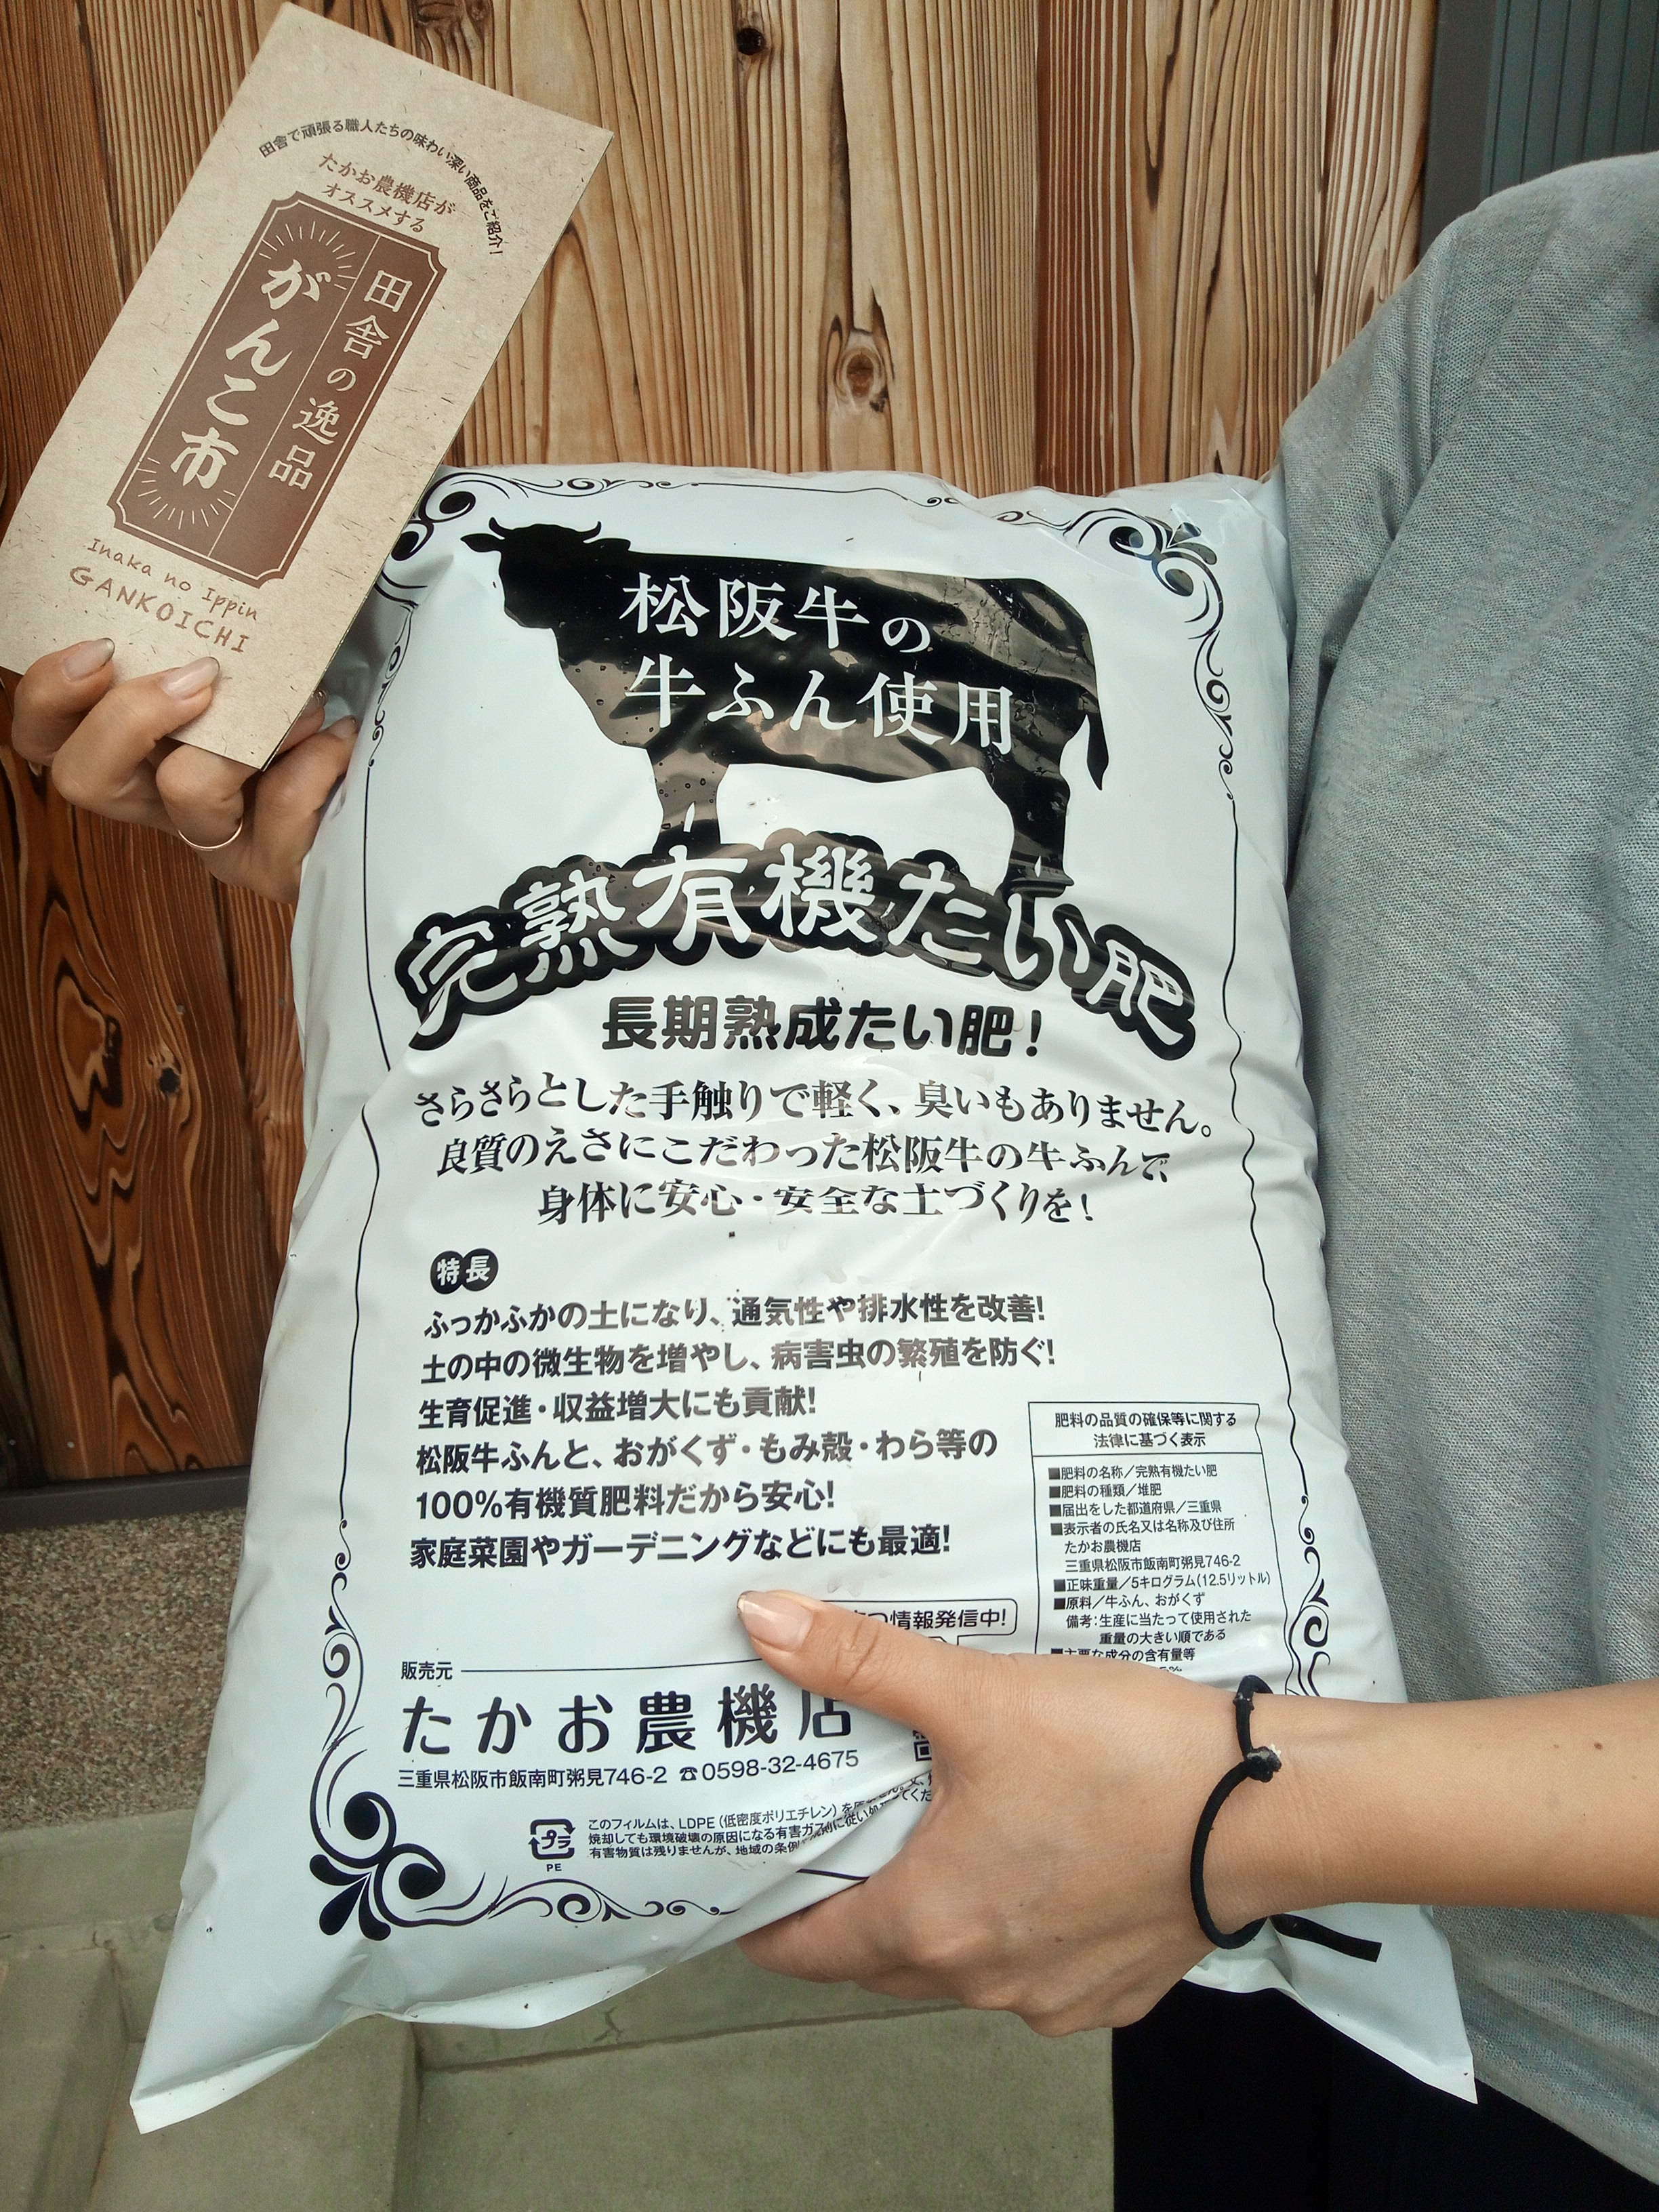 田舎で頑張る職人たちの味わい深い商品をご紹介！
たかお農機店が
オススメする
田舎の逸品
がんこ市
Inaka no Ippin
GANKOICHI
松阪牛の
牛ふん使用
完熟有機たい肥
長期熟成たい肥！
さらさらとした手触りで軽く、臭いもありません。
良質のえさにこだわった松阪牛の牛ふんで
身体に安心・安全な土づくりを！
特長
ふっかふかの土になり、通気性や排水性を改善！
土の中の微生物を増やし、病害虫の繁殖を防ぐ！
生育促進・収益増大にも貢献！
松阪牛ふんと、おがくず・もみ殻・わら等の
100％有機質肥料だから安心！
家庭菜園やガーデニングなどにも最適！
肥料の品質の確保等に関する
法律に基づく表示
■肥料の名称／完熟有機たい肥
■肥料の種類／堆肥
■届出をした都道府県／三重県
■表示者の氏名又は名称及び住所
たかお農機店
三重県松阪市飯南町粥見746-2
■正味重量／5キログラム(12.5リットル)
■原料／牛ふん、おがくず
備考：生産に当たって使用された
重量の大きい順である
■主要な成分の含有量等
情報発信中！
販売元
たかお農機店
三重県松阪市飯南町粥見746-2 ☎0598-32-4675
プラ
PE
このフィルムは、LDPE（低密度ポリエチレン）を
焼却しても環境破壊の原因になる有害ガス
有害物質は残りませんが、地域の条例